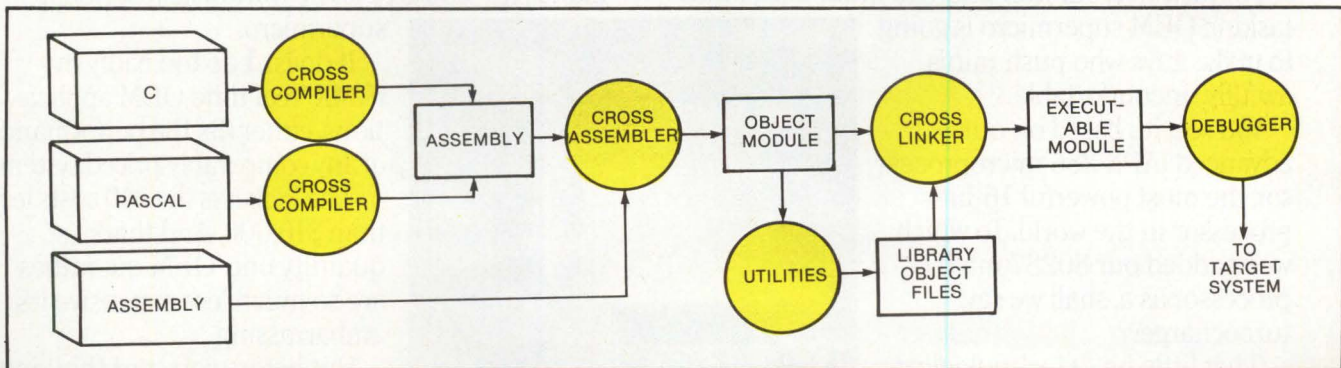 C
CROSS
COMPILER
PASCAL
CROSS
COMPILER
ASSEMBLY
ASSEMBLY
CROSS
ASSEMBLER
OBJECT
MODULE
UTILITIES
LIBRARY
OBJECT
FILES
CROSS
LINKER
EXECUT-
ABLE
MODULE
DEBUGGER
TO
TARGET
SYSTEM